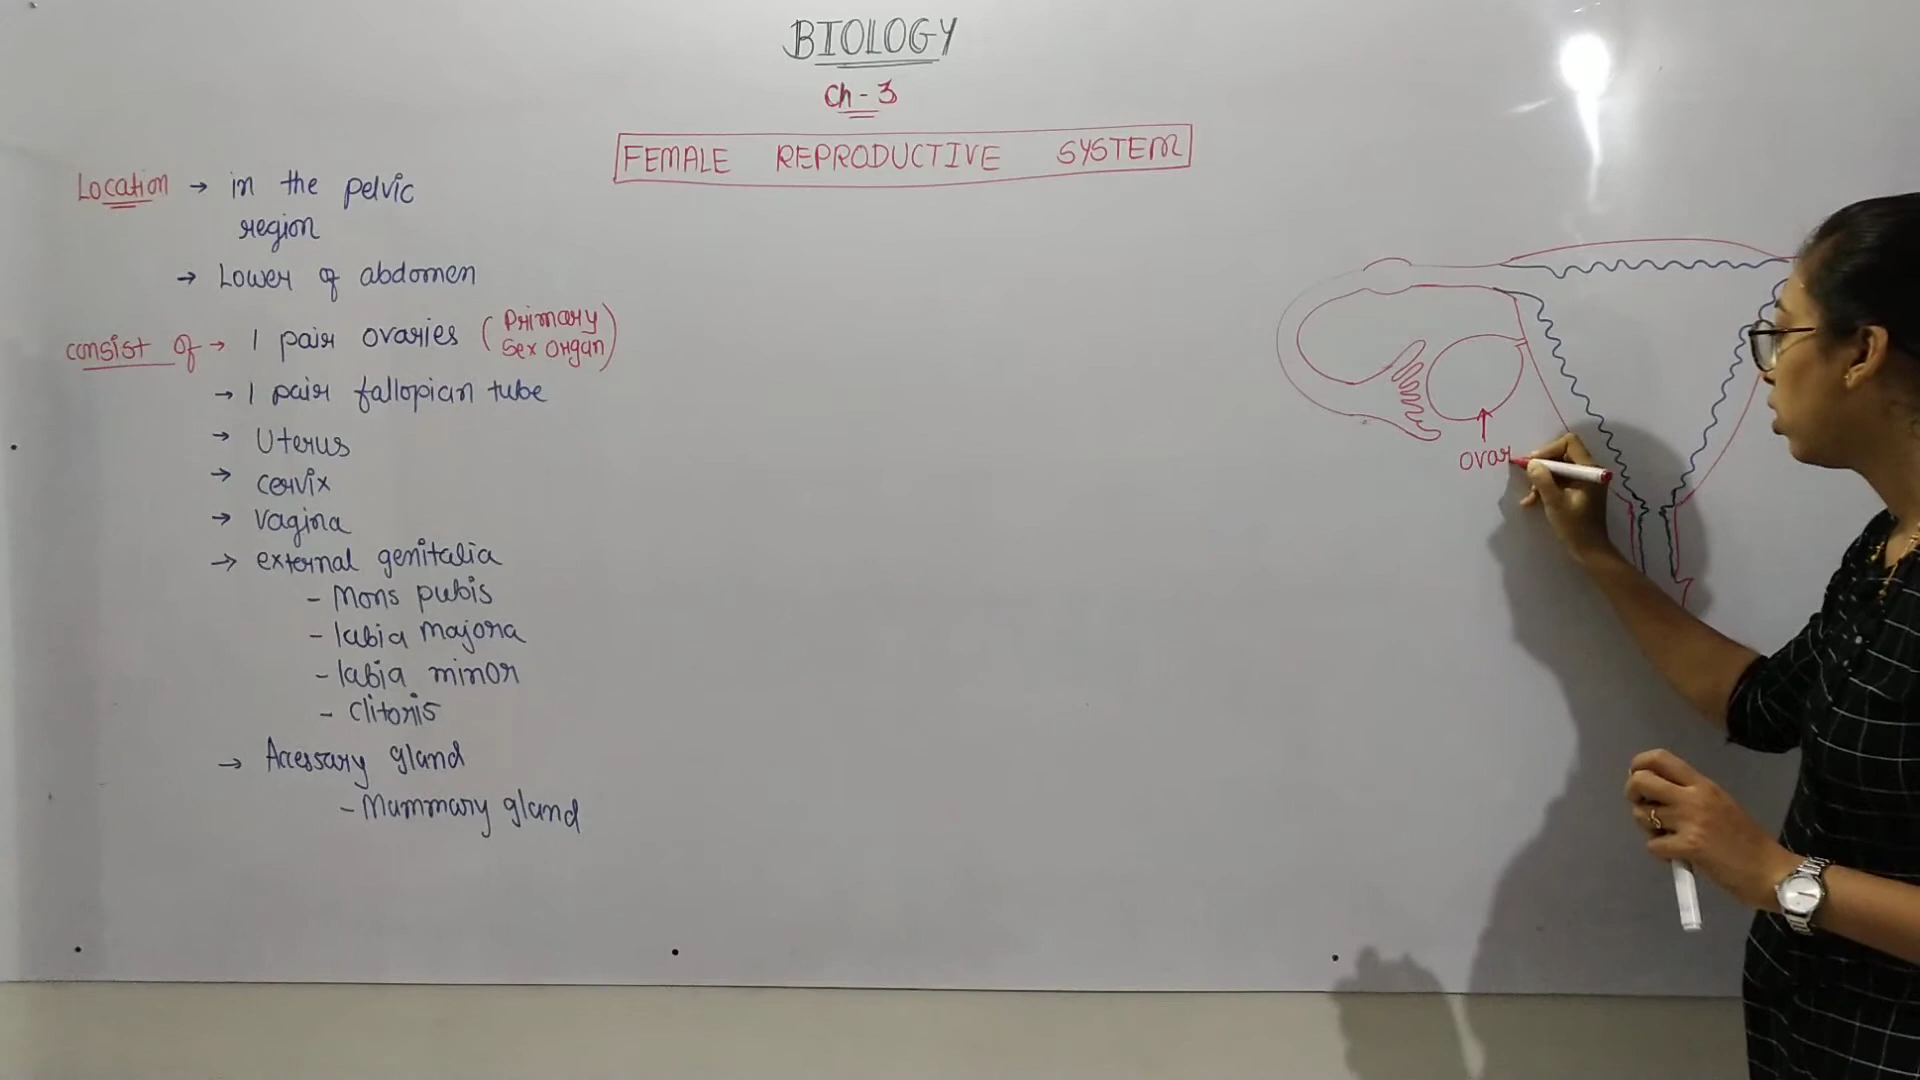 BIOLOGY
Ch - 3
FEMALE REPRODUCTIVE SYSTEM
Location → in the pelvic
region
→ Lower of abdomen
consist of → 1 pair ovaries (Primary
Sex Organ)
→ 1 pair fallopian tube
→ Uterus
→ cervix
→ vagina
→ external genitalia
- Mons pubis
- labia majora
- labia minor
- clitoris
→ Accessary gland
- Mammary gland
ovar